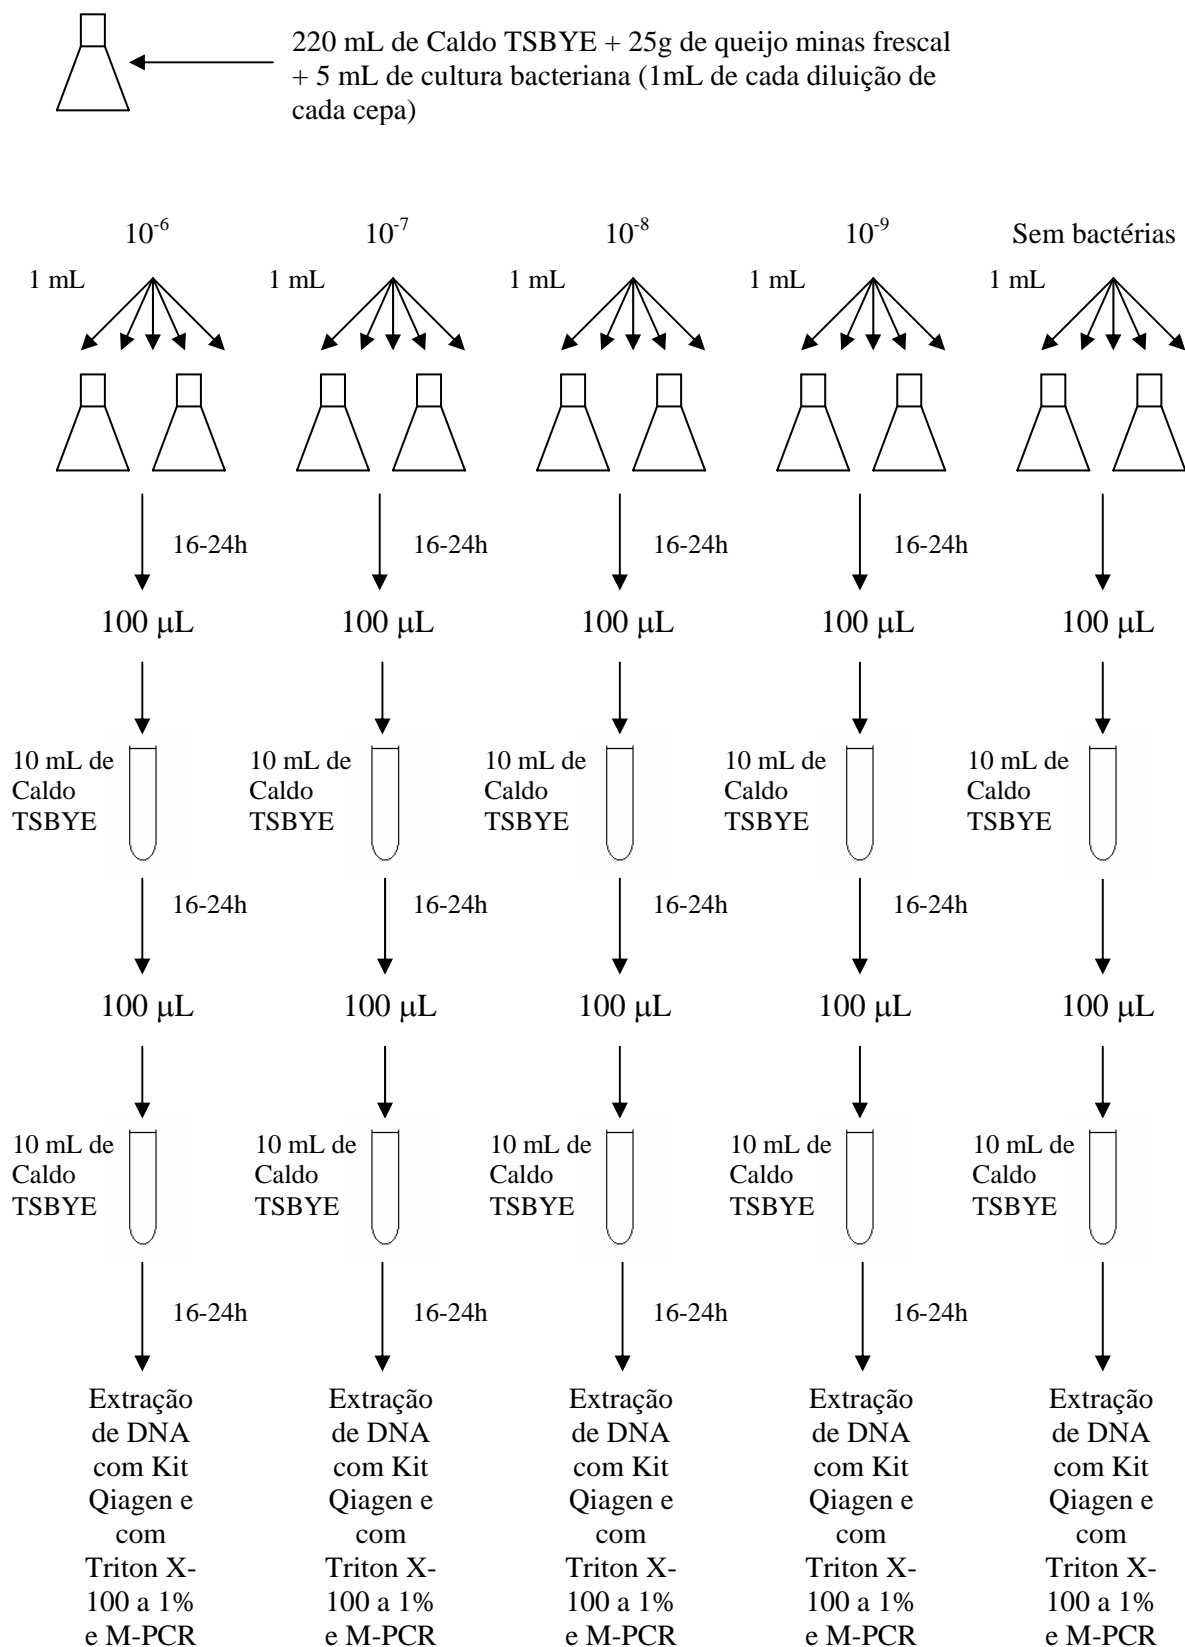 220 mL de Caldo TSBYE + 25g de queijo minas frescal
+ 5 mL de cultura bacteriana (1mL de cada diluição de
cada cepa)
10⁻⁶ 10⁻⁷ 10⁻⁸ 10⁻⁹ Sem bactérias
1 mL 1 mL 1 mL 1 mL 1 mL
16-24h 16-24h 16-24h 16-24h
100 µL 100 µL 100 µL 100 µL 100 µL
10 mL de 10 mL de 10 mL de 10 mL de 10 mL de
Caldo Caldo Caldo Caldo Caldo
TSBYE TSBYE TSBYE TSBYE TSBYE
16-24h 16-24h 16-24h 16-24h
100 µL 100 µL 100 µL 100 µL 100 µL
10 mL de 10 mL de 10 mL de 10 mL de 10 mL de
Caldo Caldo Caldo Caldo Caldo
TSBYE TSBYE TSBYE TSBYE TSBYE
16-24h 16-24h 16-24h 16-24h
Extração Extração Extração Extração Extração
de DNA de DNA de DNA de DNA de DNA
com Kit com Kit com Kit com Kit com Kit
Qiagen e Qiagen e Qiagen e Qiagen e Qiagen e
com com com com com
Triton X- Triton X- Triton X- Triton X- Triton X-
100 a 1% 100 a 1% 100 a 1% 100 a 1% 100 a 1%
e M-PCR e M-PCR e M-PCR e M-PCR e M-PCR